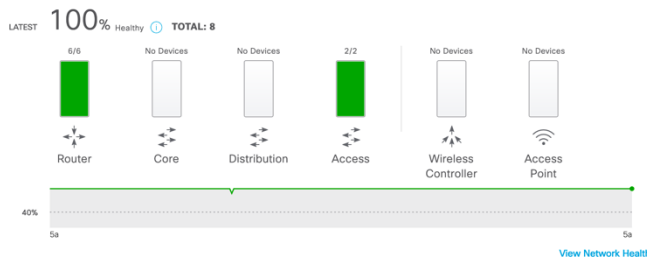 LATEST 100% Healthy i TOTAL: 8
6/6 No Devices No Devices 2/2 No Devices No Devices
Router Core Distribution Access Wireless Access
Controller Point
40%
5a 5a
View Network Health